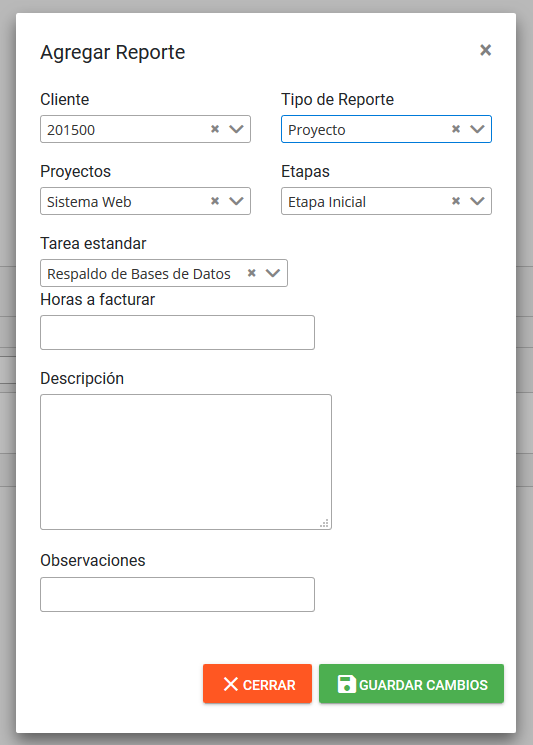 Agregar Reporte ×
Cliente Tipo de Reporte
201500 × Proyecto ×
Proyectos Etapas
Sistema Web × Etapa Inicial ×
Tarea estandar
Respaldo de Bases de Datos ×
Horas a facturar
Descripción
Observaciones
CERRAR GUARDAR CAMBIOS